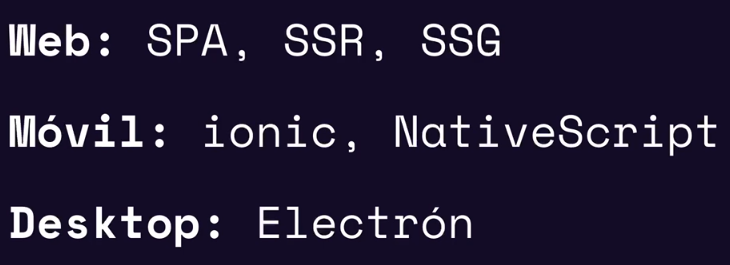 Web: SPA, SSR, SSG
Móvil: ionic, NativeScript
Desktop: Electrón